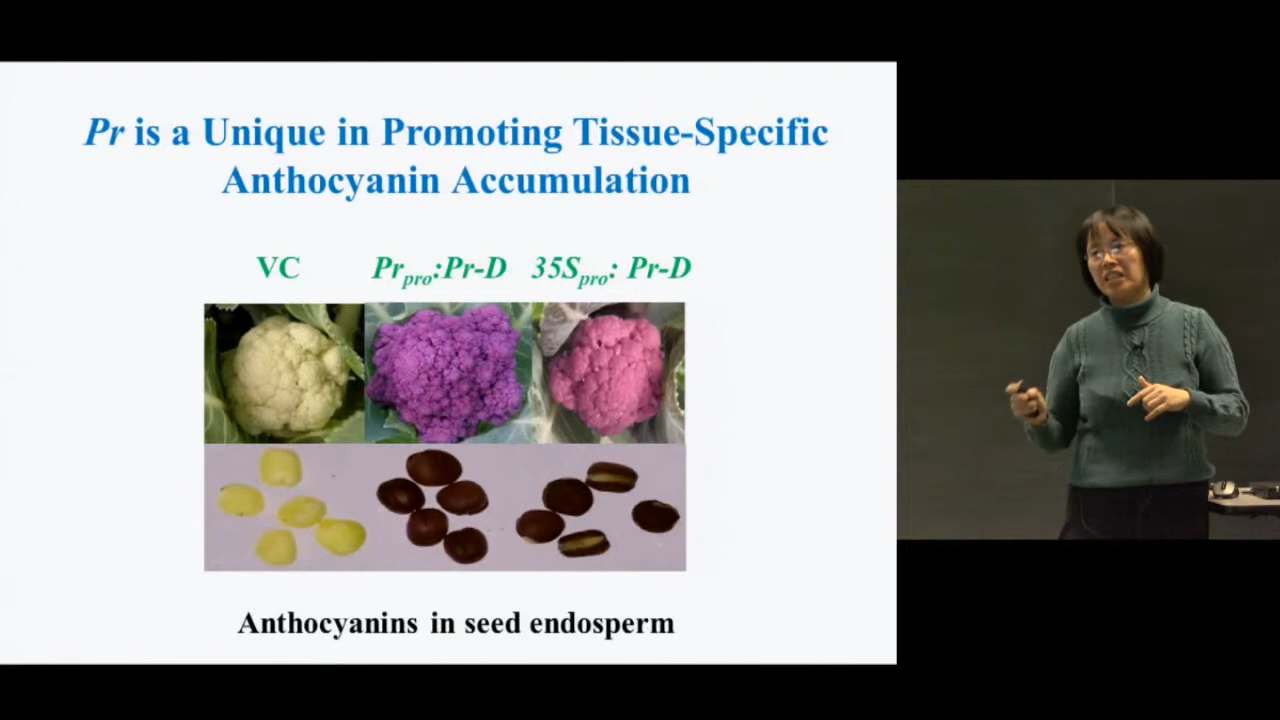 Pr is a Unique in Promoting Tissue-Specific
Anthocyanin Accumulation
VC Prpro:Pr-D 35Spro: Pr-D
Anthocyanins in seed endosperm